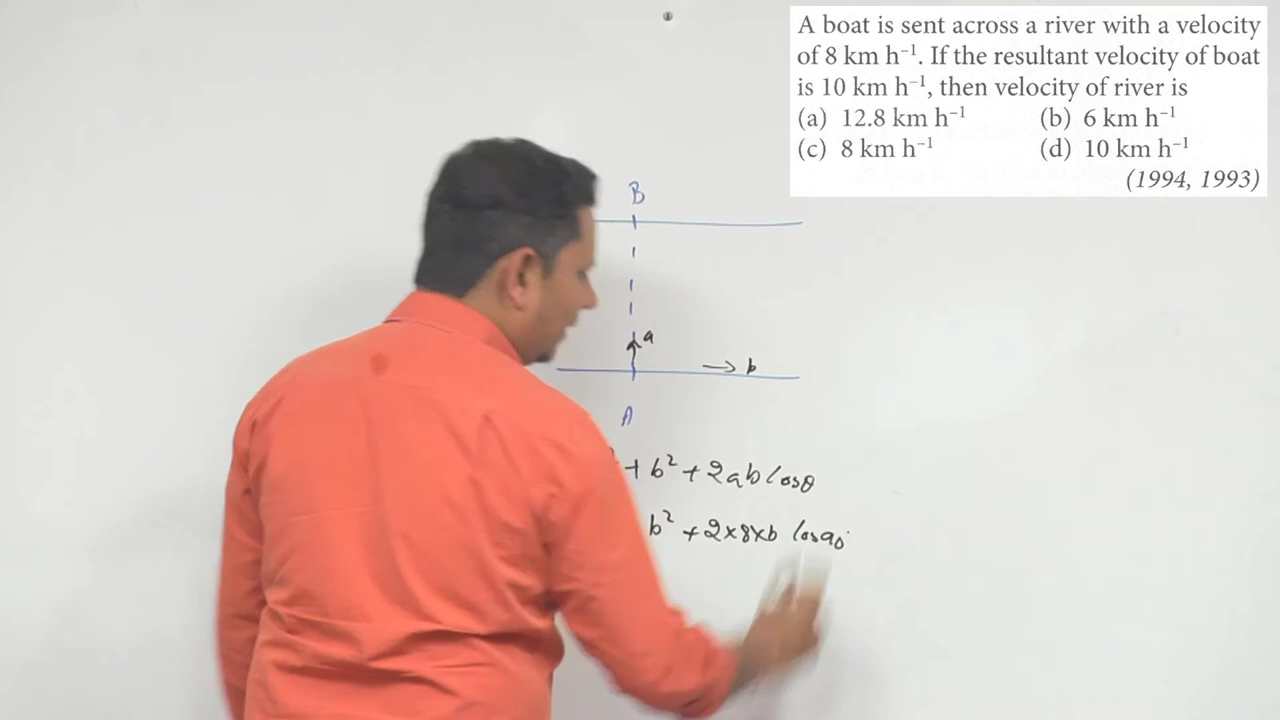 A boat is sent across a river with a velocity
of 8 km h⁻¹. If the resultant velocity of boat
is 10 km h⁻¹, then velocity of river is
(a) 12.8 km h⁻¹ (b) 6 km h⁻¹
(c) 8 km h⁻¹ (d) 10 km h⁻¹
(1994, 1993)
B
a
b
A
+ b² + 2ab cosθ
b² + 2×8×b cos90°